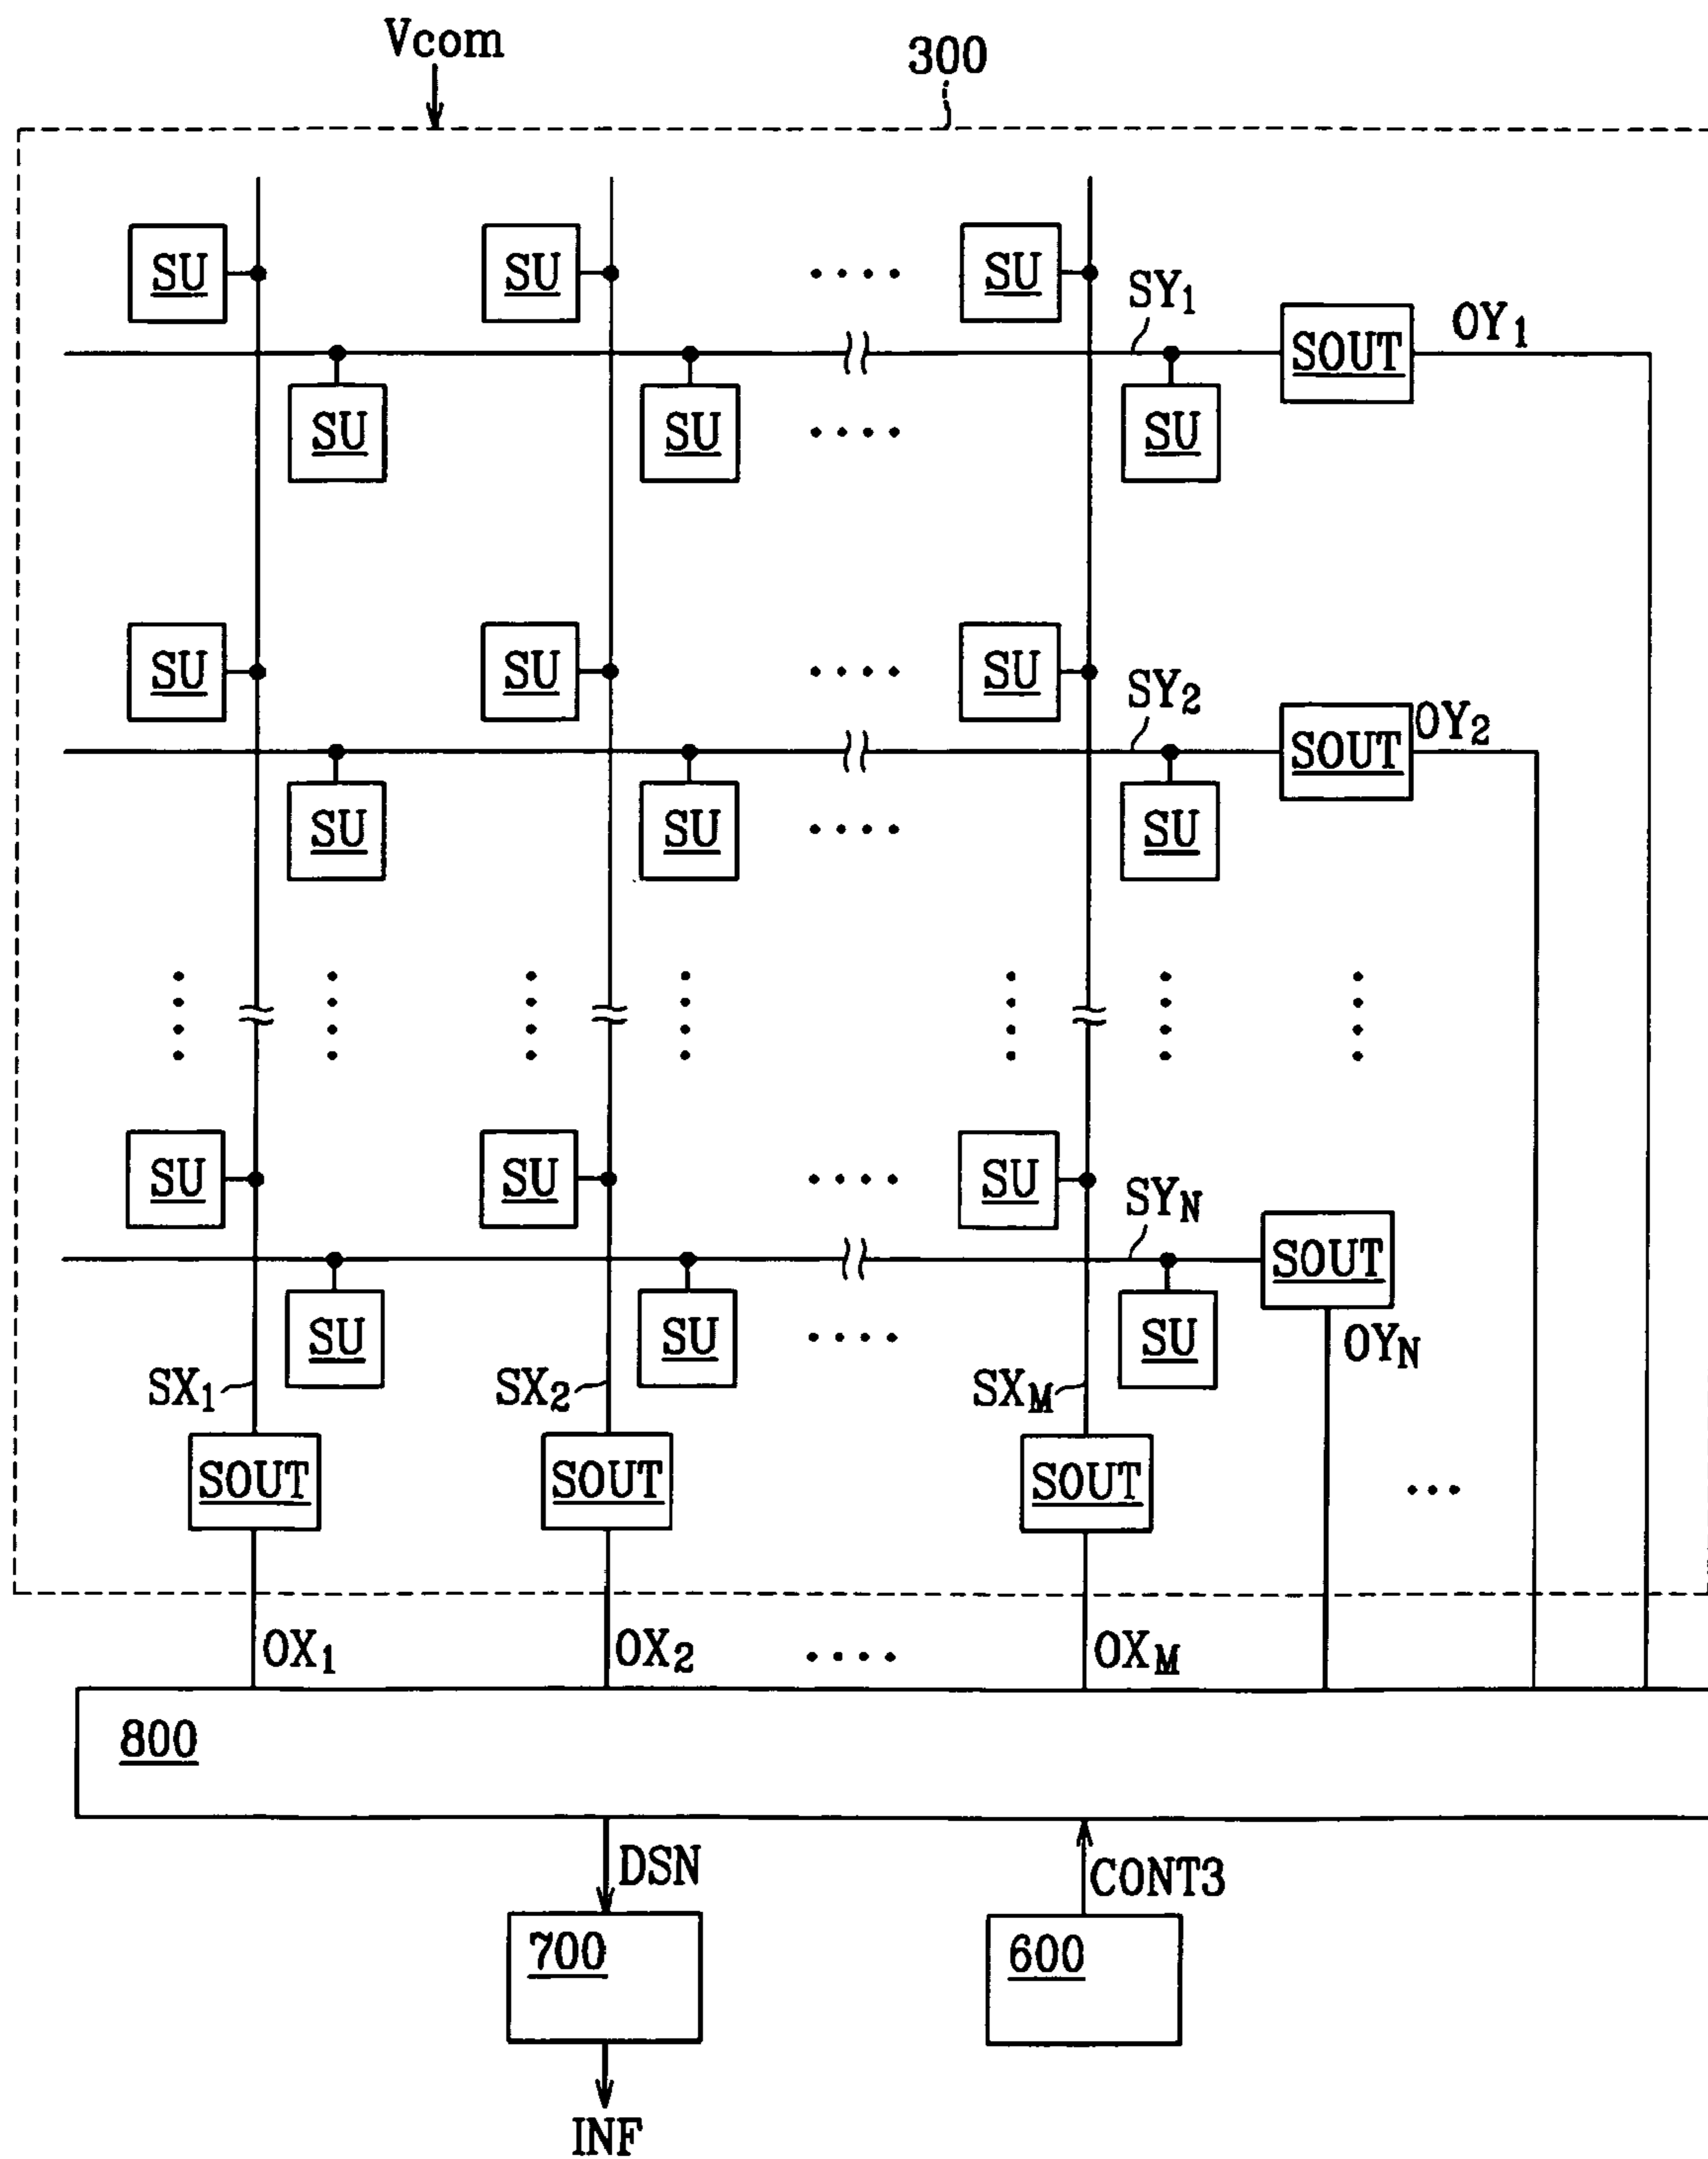 Vcom
300
SU SU SU
SY1
SOUT OY1
SU SU SU
SU SU SU
SY2
SOUT OY2
SU SU SU
SU SU SU
SYN
SOUT
SU SU SU
OYN
SX1 SX2 SXM
SOUT SOUT SOUT
OX1 OX2 OXM
800
DSN CONT3
700 600
INF